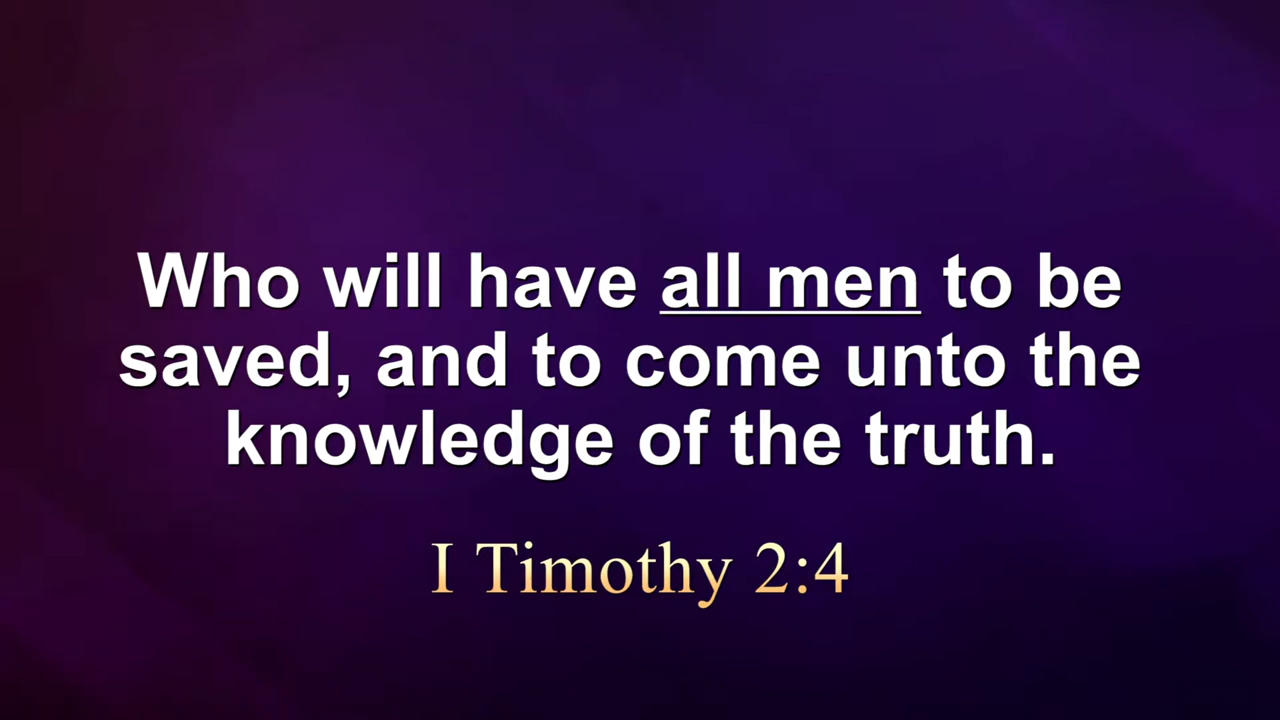 Who will have all men to be
saved, and to come unto the
knowledge of the truth.
I Timothy 2:4